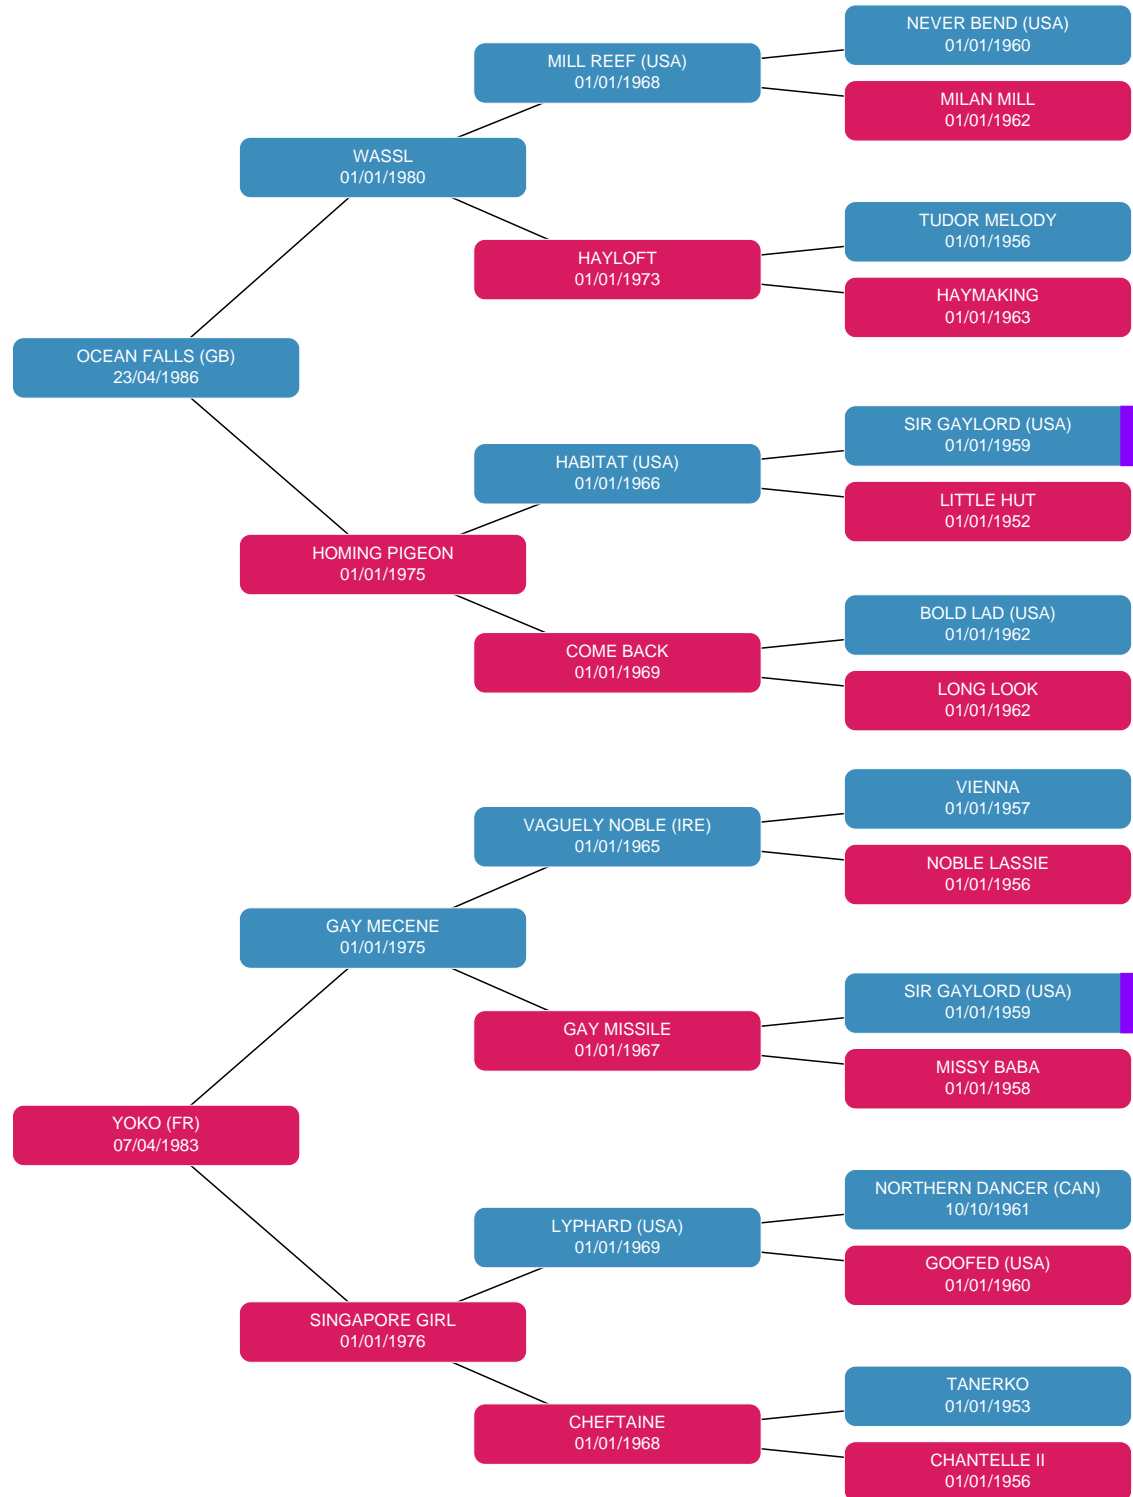 NEVER BEND (USA)
01/01/1960
MILL REEF (USA)
01/01/1968
MILAN MILL
01/01/1962
WASSL
01/01/1980
TUDOR MELODY
01/01/1956
HAYLOFT
01/01/1973
HAYMAKING
01/01/1963
OCEAN FALLS (GB)
23/04/1986
SIR GAYLORD (USA)
01/01/1959
HABITAT (USA)
01/01/1966
LITTLE HUT
01/01/1952
HOMING PIGEON
01/01/1975
BOLD LAD (USA)
01/01/1962
COME BACK
01/01/1969
LONG LOOK
01/01/1962
VIENNA
01/01/1957
VAGUELY NOBLE (IRE)
01/01/1965
NOBLE LASSIE
01/01/1956
GAY MECENE
01/01/1975
SIR GAYLORD (USA)
01/01/1959
GAY MISSILE
01/01/1967
MISSY BABA
01/01/1958
YOKO (FR)
07/04/1983
NORTHERN DANCER (CAN)
10/10/1961
LYPHARD (USA)
01/01/1969
GOOFED (USA)
01/01/1960
SINGAPORE GIRL
01/01/1976
TANERKO
01/01/1953
CHEFTAINE
01/01/1968
CHANTELLE II
01/01/1956